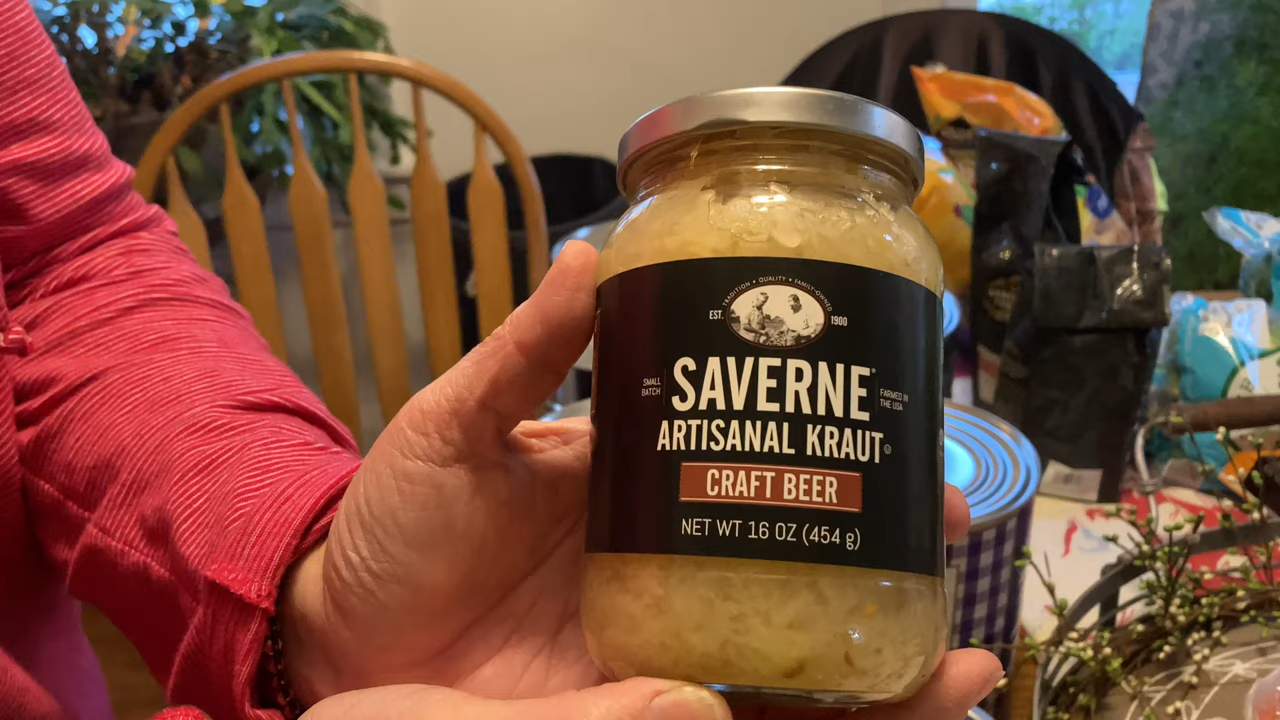 TRADITION • QUALITY • FAMILY-OWNED
EST. 1900
SMALL BATCH
SAVERNE
FARMED IN THE USA
ARTISANAL KRAUT
CRAFT BEER
NET WT 16 OZ (454 g)